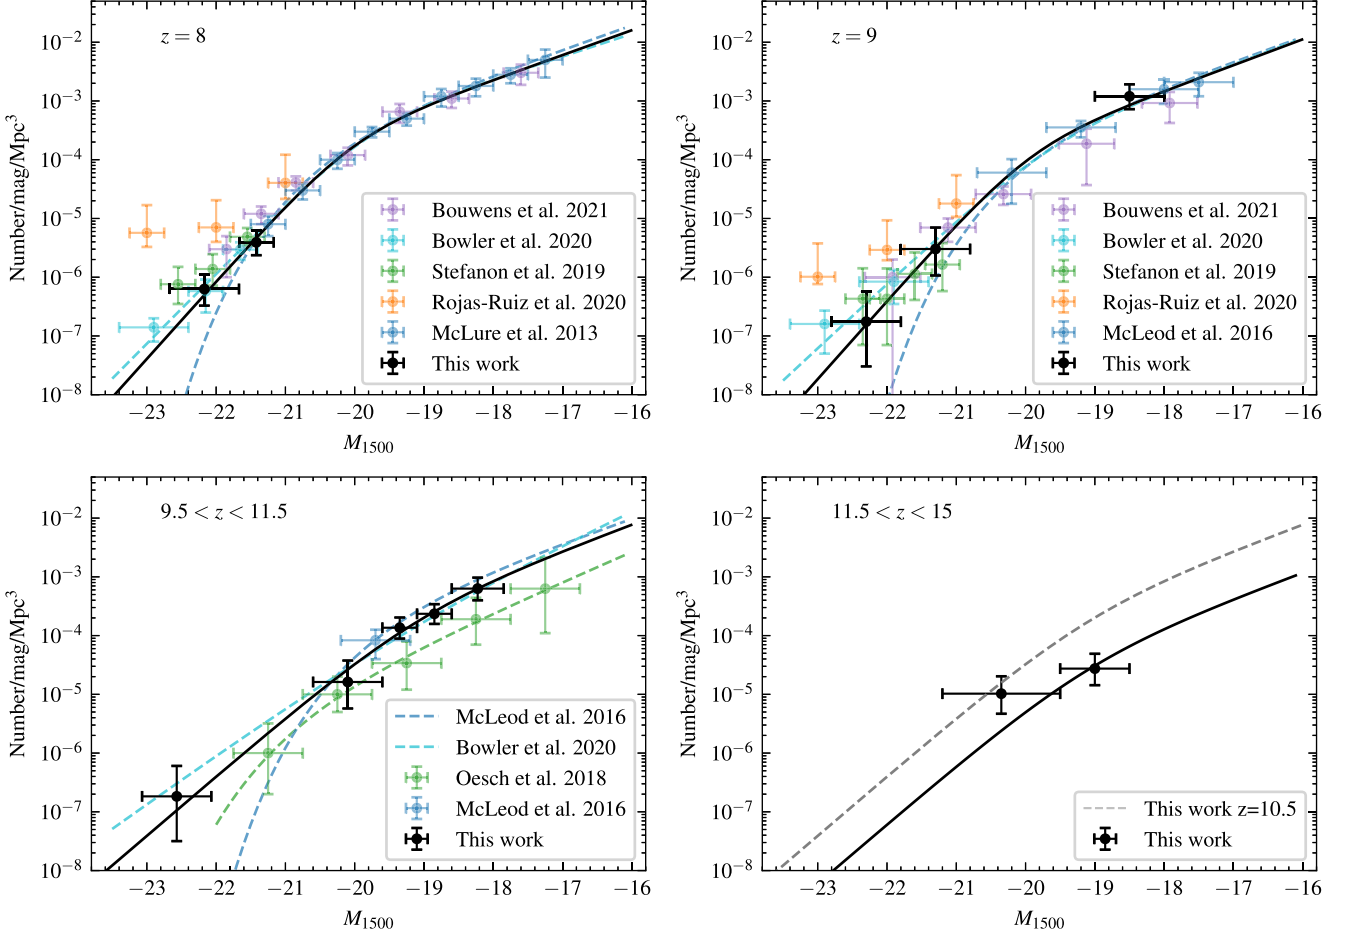 z = 8
Number/mag/Mpc³
10⁻²
10⁻³
10⁻⁴
10⁻⁵
10⁻⁶
10⁻⁷
10⁻⁸
Bouwens et al. 2021
Bowler et al. 2020
Stefanon et al. 2019
Rojas-Ruiz et al. 2020
McLure et al. 2013
This work
−23 −22 −21 −20 −19 −18 −17 −16
M₁₅₀₀
z = 9
Number/mag/Mpc³
10⁻²
10⁻³
10⁻⁴
10⁻⁵
10⁻⁶
10⁻⁷
10⁻⁸
Bouwens et al. 2021
Bowler et al. 2020
Stefanon et al. 2019
Rojas-Ruiz et al. 2020
McLeod et al. 2016
This work
−23 −22 −21 −20 −19 −18 −17 −16
M₁₅₀₀
9.5 < z < 11.5
Number/mag/Mpc³
10⁻²
10⁻³
10⁻⁴
10⁻⁵
10⁻⁶
10⁻⁷
10⁻⁸
McLeod et al. 2016
Bowler et al. 2020
Oesch et al. 2018
McLeod et al. 2016
This work
−23 −22 −21 −20 −19 −18 −17 −16
M₁₅₀₀
11.5 < z < 15
Number/mag/Mpc³
10⁻²
10⁻³
10⁻⁴
10⁻⁵
10⁻⁶
10⁻⁷
10⁻⁸
This work z=10.5
This work
−23 −22 −21 −20 −19 −18 −17 −16
M₁₅₀₀